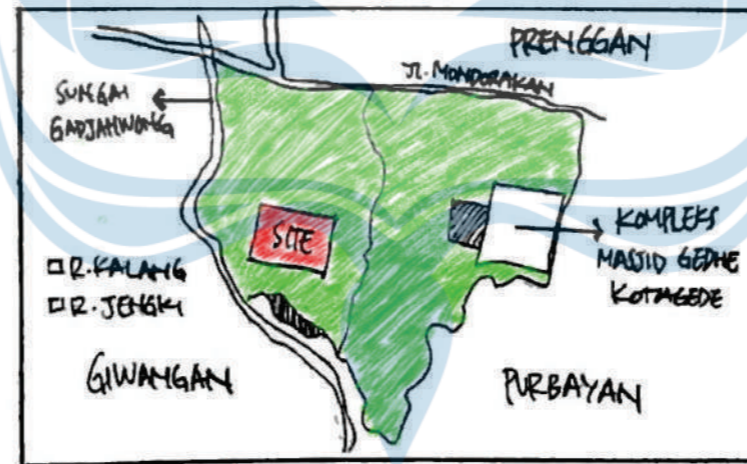 PRENGGAN
JL. MONDORAKAN
SUNGAI
GADJAHWONG
SITE
KOMPLEKS
MASJID GEDHE
KOTAGEDE
R. KALANG
R. JENGKI
GIWANGAN
PURBAYAN